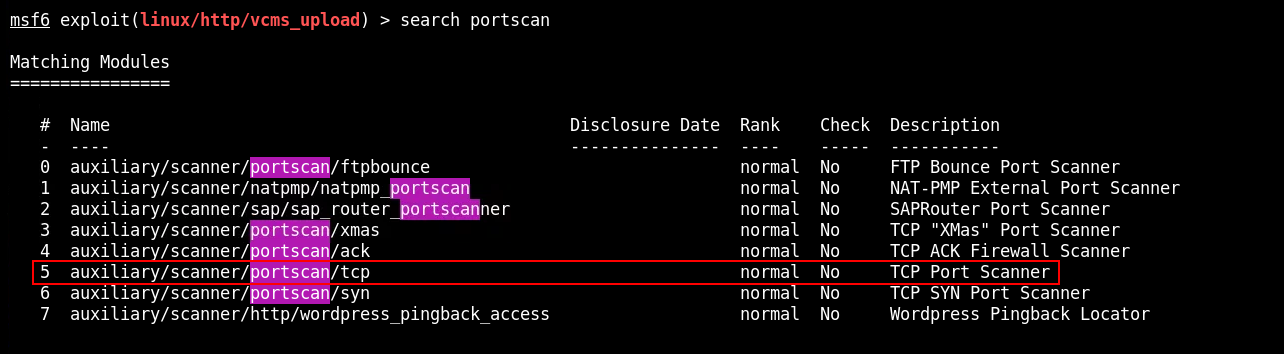 msf6 exploit(linux/http/vcms_upload) > search portscan
Matching Modules
================
#  Name                                              Disclosure Date  Rank    Check  Description
-  ----                                              ---------------  ----    -----  -----------
0  auxiliary/scanner/portscan/ftpbounce                               normal  No     FTP Bounce Port Scanner
1  auxiliary/scanner/natpmp/natpmp_portscan                           normal  No     NAT-PMP External Port Scanner
2  auxiliary/scanner/sap/sap_router_portscanner                       normal  No     SAPRouter Port Scanner
3  auxiliary/scanner/portscan/xmas                                    normal  No     TCP "XMas" Port Scanner
4  auxiliary/scanner/portscan/ack                                     normal  No     TCP ACK Firewall Scanner
5  auxiliary/scanner/portscan/tcp                                     normal  No     TCP Port Scanner
6  auxiliary/scanner/portscan/syn                                     normal  No     TCP SYN Port Scanner
7  auxiliary/scanner/http/wordpress_pingback_access                   normal  No     Wordpress Pingback Locator